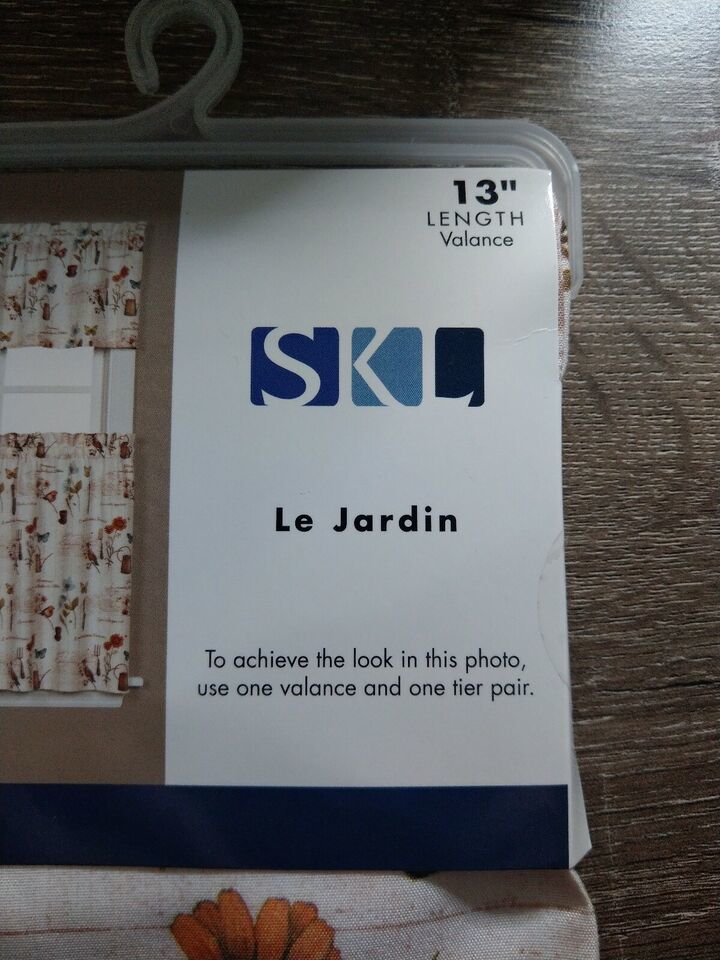 13"
LENGTH
Valance
SKL
Le Jardin
To achieve the look in this photo,
use one valance and one tier pair.